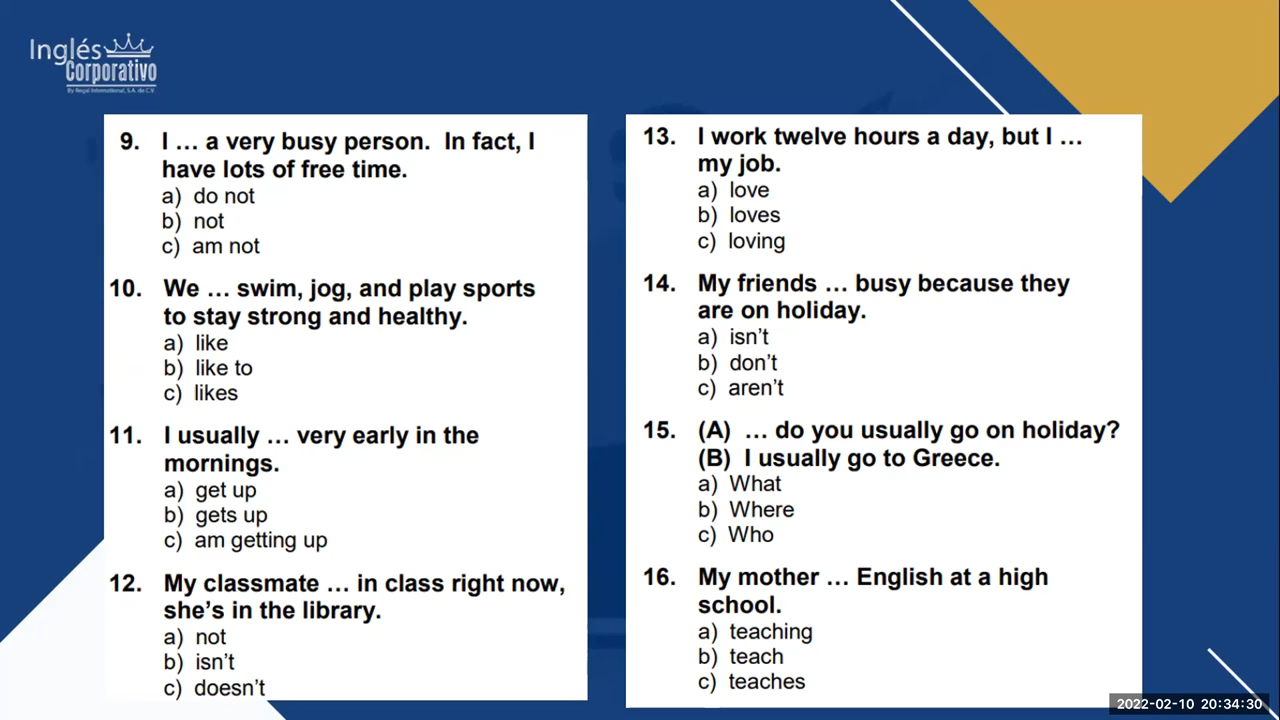 Inglés
Corporativo
By Regal International, S.A. de C.V.
9. I … a very busy person. In fact, I
have lots of free time.
a) do not
b) not
c) am not
10. We … swim, jog, and play sports
to stay strong and healthy.
a) like
b) like to
c) likes
11. I usually … very early in the
mornings.
a) get up
b) gets up
c) am getting up
12. My classmate … in class right now,
she’s in the library.
a) not
b) isn’t
c) doesn’t
13. I work twelve hours a day, but I …
my job.
a) love
b) loves
c) loving
14. My friends … busy because they
are on holiday.
a) isn’t
b) don’t
c) aren’t
15. (A) … do you usually go on holiday?
(B) I usually go to Greece.
a) What
b) Where
c) Who
16. My mother … English at a high
school.
a) teaching
b) teach
c) teaches
2022-02-10 20:34:30